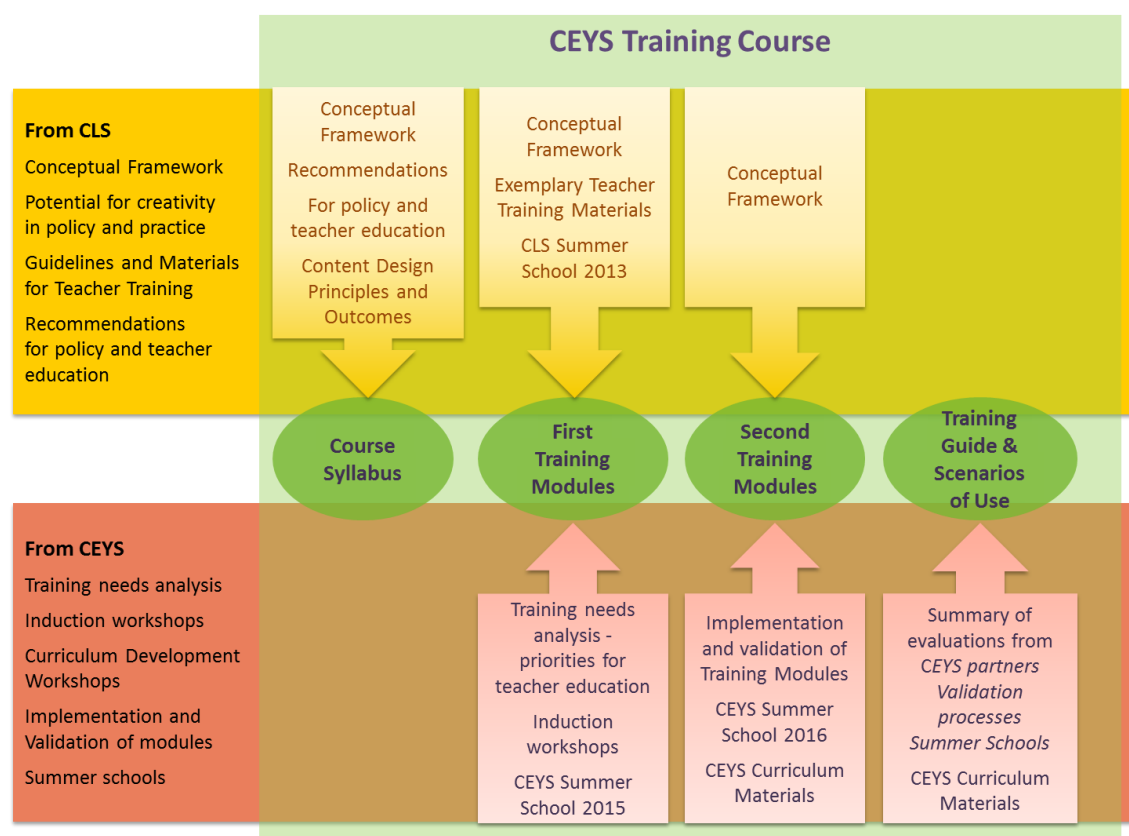 CEYS Training Course
From CLS
Conceptual Framework
Potential for creativity
in policy and practice
Guidelines and Materials
for Teacher Training
Recommendations
for policy and teacher
education
Conceptual
Framework
Recommendations
For policy and
teacher education
Content Design
Principles and
Outcomes
Conceptual
Framework
Exemplary Teacher
Training Materials
CLS Summer
School 2013
Conceptual
Framework
Course
Syllabus
First
Training
Modules
Second
Training
Modules
Training
Guide &
Scenarios
of Use
From CEYS
Training needs analysis
Induction workshops
Curriculum Development
Workshops
Implementation and
Validation of modules
Summer schools
Training needs
analysis -
priorities for
teacher education
Induction
workshops
CEYS Summer
School 2015
Implementation
and validation of
Training Modules
CEYS Summer
School 2016
CEYS Curriculum
Materials
Summary of
evaluations from
CEYS partners
Validation
processes
Summer Schools
CEYS Curriculum
Materials